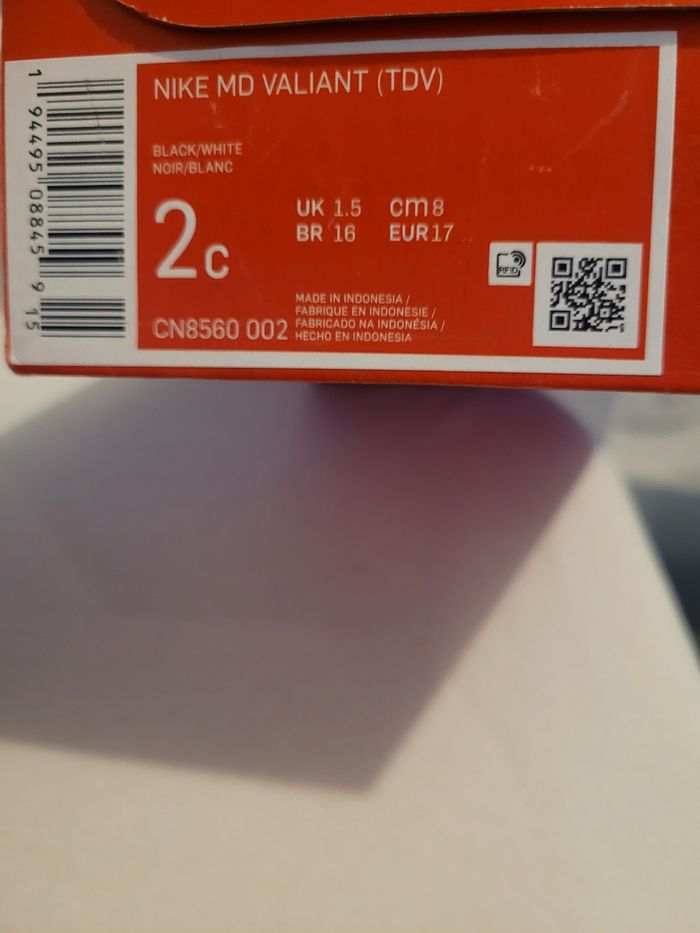 NIKE MD VALIANT (TDV)
BLACK/WHITE
NOIR/BLANC
2C
UK 1.5 cm 8
BR 16 EUR 17
RFID
MADE IN INDONESIA /
FABRIQUE EN INDONESIE /
FABRICADO NA INDONÉSIA /
HECHO EN INDONESIA
CN8560 002
1 94495 08845 9 15